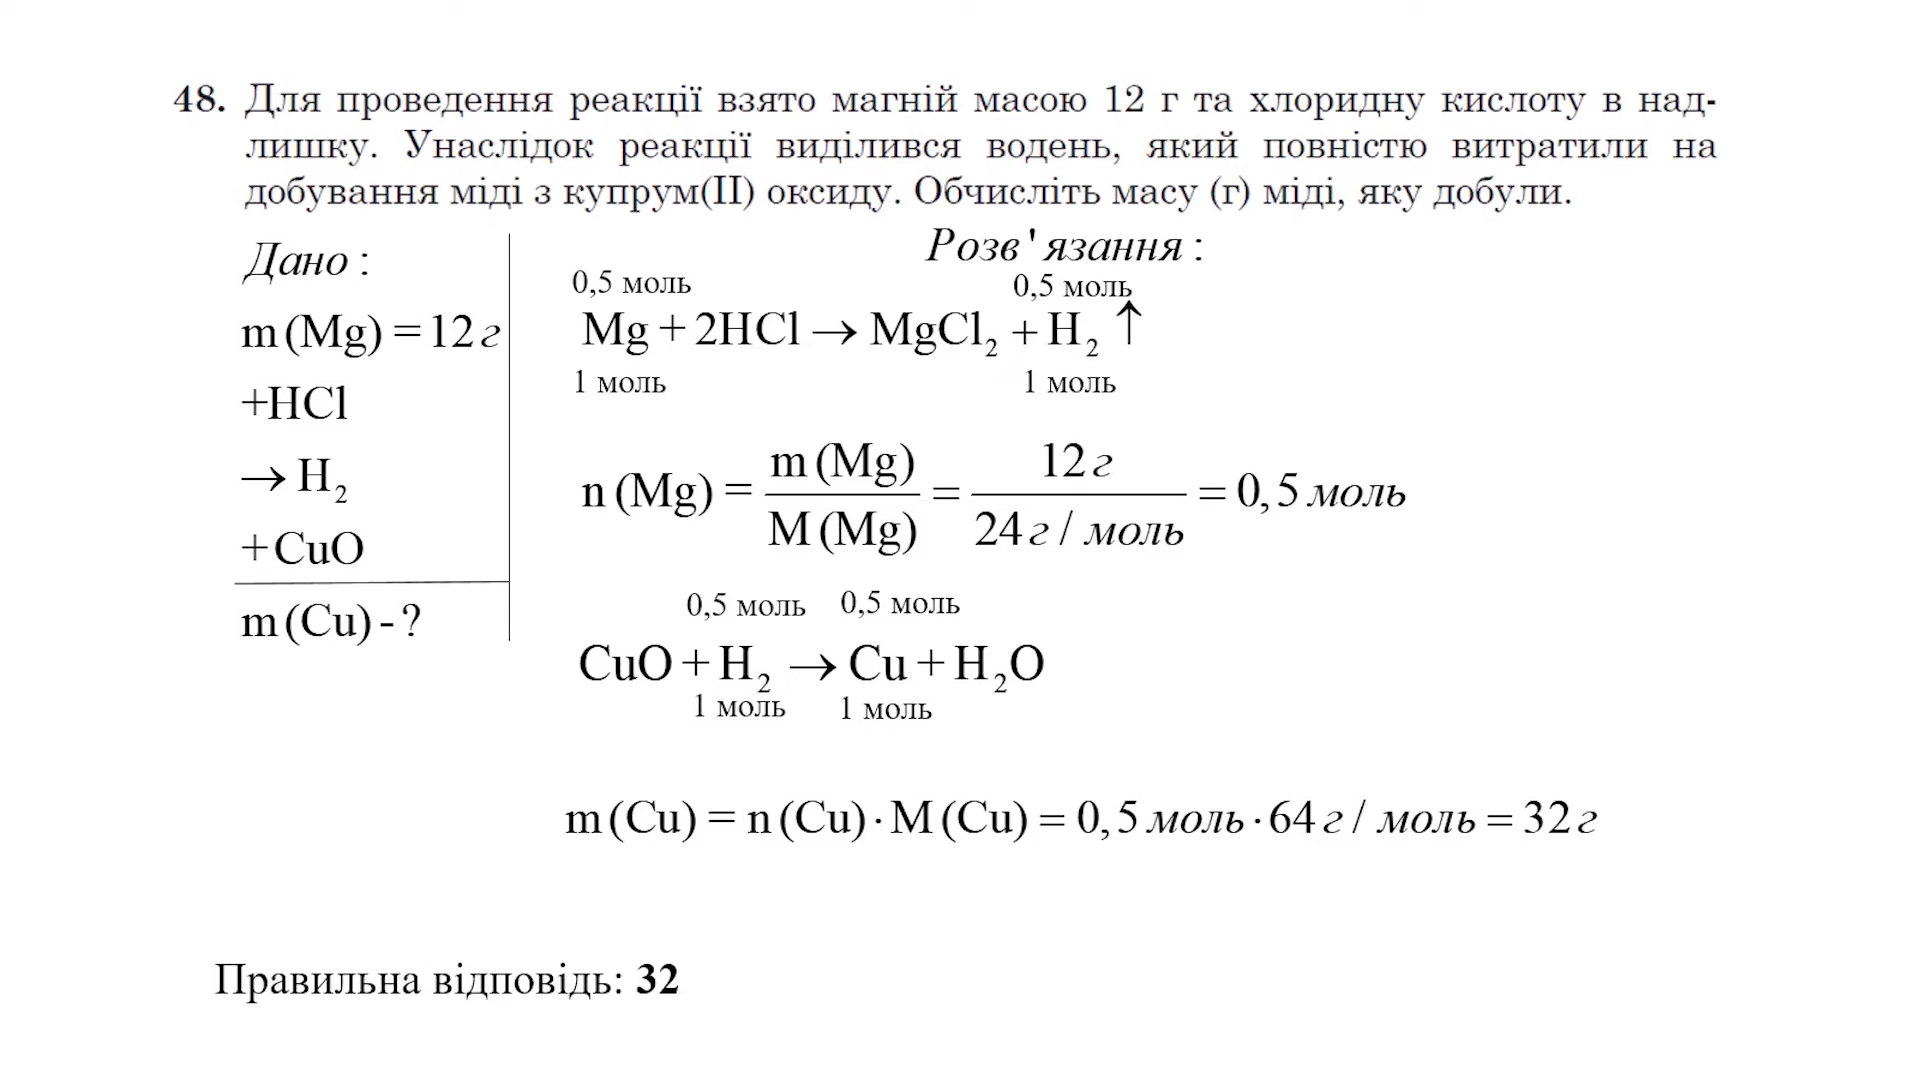 48. Для проведення реакції взято магній масою 12 г та хлоридну кислоту в над-
лишку. Унаслідок реакції виділився водень, який повністю витратили на
добування міді з купрум(II) оксиду. Обчисліть масу (г) міді, яку добули.
Дано :
m (Mg) = 12 г
+HCl
→ H₂
+ CuO
m (Cu) - ?
Розв ' язання :
0,5 моль 0,5 моль
Mg + 2HCl → MgCl₂ + H₂ ↑
1 моль 1 моль
n (Mg) = m (Mg) / M (Mg) = 12 г / 24 г / моль = 0, 5 моль
0,5 моль 0,5 моль
CuO + H₂ → Cu + H₂O
1 моль 1 моль
m (Cu) = n (Cu) · M (Cu) = 0, 5 моль · 64 г / моль = 32 г
Правильна відповідь: 32